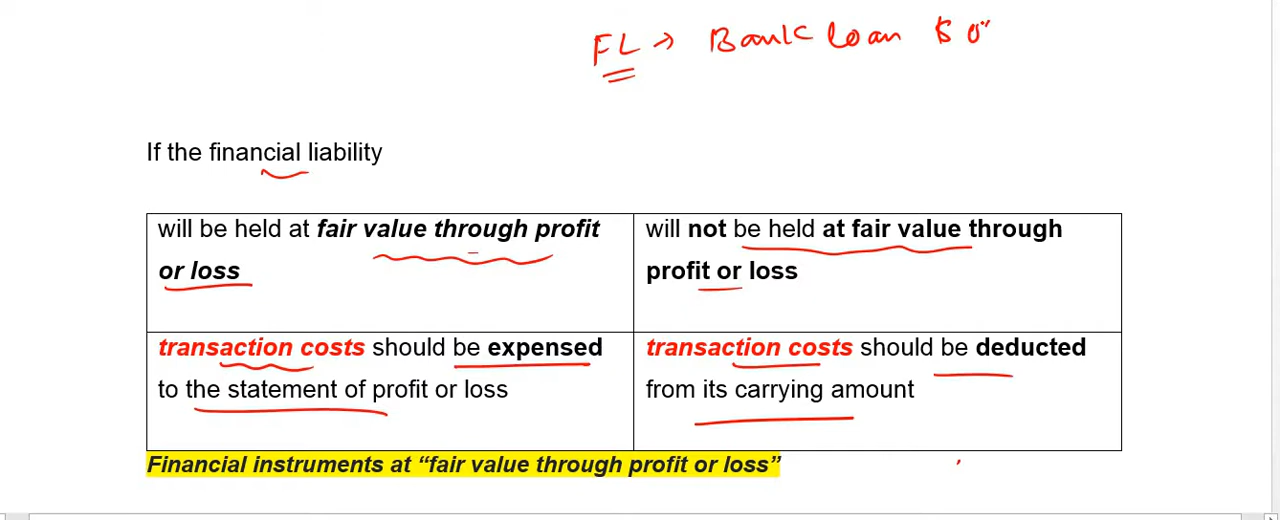 FL → Bank loan $
If the financial liability
will be held at fair value through profit
or loss
will not be held at fair value through
profit or loss
transaction costs should be expensed
to the statement of profit or loss
transaction costs should be deducted
from its carrying amount
Financial instruments at “fair value through profit or loss”